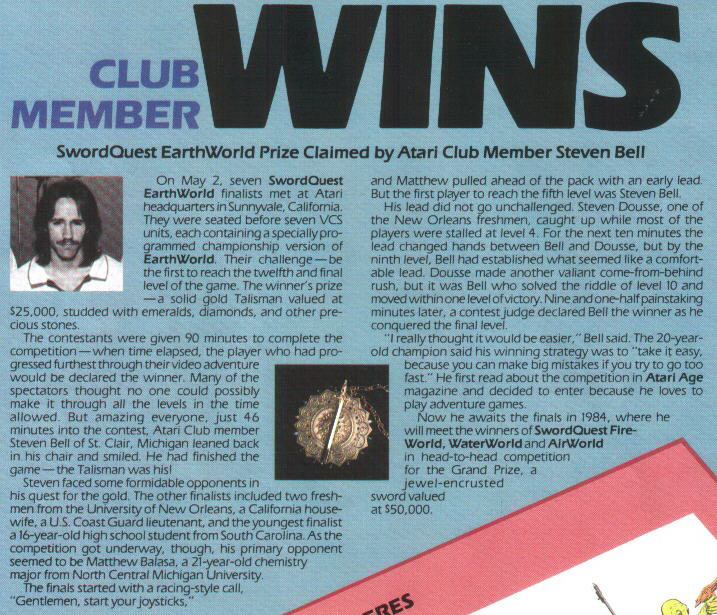 CLUB
MEMBER
WINS
SwordQuest EarthWorld Prize Claimed by Atari Club Member Steven Bell
On May 2, seven SwordQuest
EarthWorld finalists met at Atari
headquarters in Sunnyvale, California.
They were seated before seven VCS
units, each containing a specially pro-
grammed championship version of
EarthWorld. Their challenge—be
the first to reach the twelfth and final
level of the game. The winner's prize
—a solid gold Talisman valued at
$25,000, studded with emeralds, diamonds, and other pre-
cious stones.
The contestants were given 90 minutes to complete the
competition—when time elapsed, the player who had pro-
gressed furthest through their video adventure
would be declared the winner. Many of the
spectators thought no one could possibly
make it through all the levels in the time
allowed. But amazing everyone, just 46
minutes into the contest, Atari Club member
Steven Bell of St. Clair, Michigan leaned back
in his chair and smiled. He had finished the
game—the Talisman was his!
Steven faced some formidable opponents in
his quest for the gold. The other finalists included two fresh-
men from the University of New Orleans, a California house-
wife, a U.S. Coast Guard lieutenant, and the youngest finalist
a 16-year-old high school student from South Carolina. As the
competition got underway, though, his primary opponent
seemed to be Matthew Balasa, a 21-year-old chemistry
major from North Central Michigan University.
The finals started with a racing-style call,
"Gentlemen, start your joysticks,"
and Matthew pulled ahead of the pack with an early lead.
But the first player to reach the fifth level was Steven Bell.
His lead did not go unchallenged. Steven Dousse, one of
the New Orleans freshmen, caught up while most of the
players were stalled at level 4. For the next ten minutes the
lead changed hands between Bell and Dousse, but by the
ninth level, Bell had established what seemed like a comfort-
able lead. Dousse made another valiant come-from-behind
rush, but it was Bell who solved the riddle of level 10 and
moved within one level of victory. Nine and one-half painstaking
minutes later, a contest judge declared Bell the winner as he
conquered the final level.
"I really thought it would be easier," Bell said. The 20-year-
old champion said his winning strategy was to "take it easy,
because you can make big mistakes if you try to go too
fast." He first read about the competition in Atari Age
magazine and decided to enter because he loves to
play adventure games.
Now he awaits the finals in 1984, where he
will meet the winners of SwordQuest Fire-
World, WaterWorld and AirWorld
in head-to-head competition
for the Grand Prize, a
jewel-encrusted
sword valued
at $50,000.